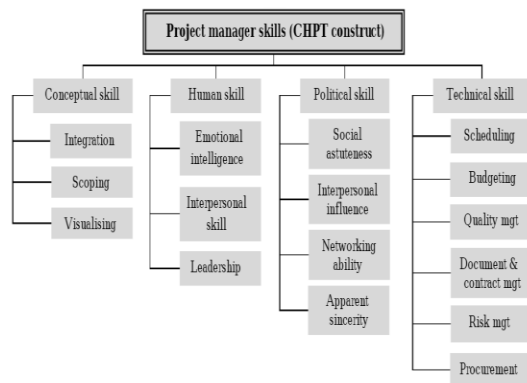 Project manager skills (CHPT construct)
Conceptual skill
Integration
Scoping
Visualising
Human skill
Emotional
intelligence
Interpersonal
skill
Leadership
Political skill
Social
astuteness
Interpersonal
influence
Networking
ability
Apparent
sincerity
Technical skill
Scheduling
Budgeting
Quality mgt
Document &
contract mgt
Risk mgt
Procurement